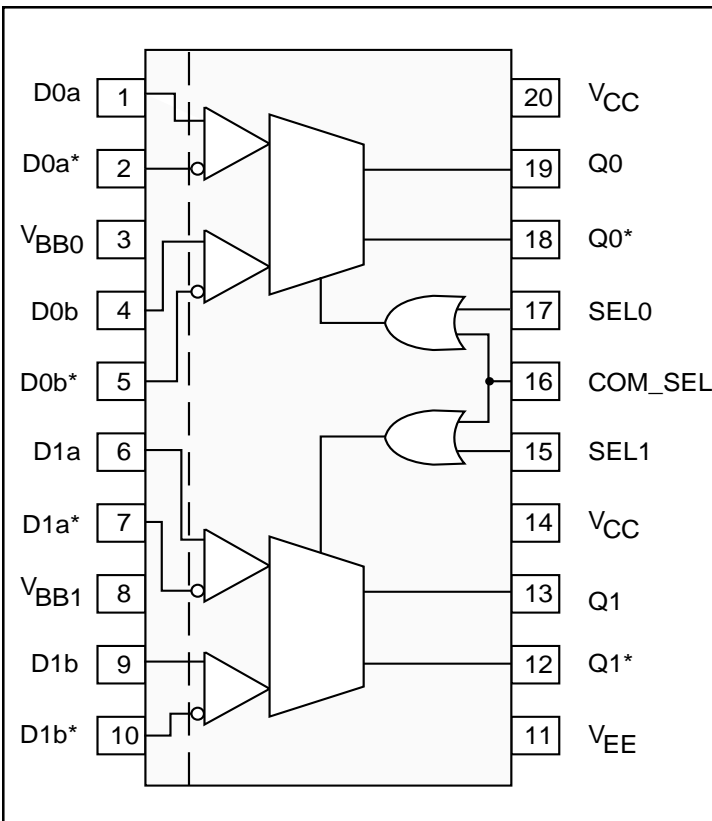 D0a 1 20 VCC
D0a* 2 19 Q0
VBB0 3 18 Q0*
D0b 4 17 SEL0
D0b* 5 16 COM_SEL
D1a 6 15 SEL1
D1a* 7 14 VCC
VBB1 8 13 Q1
D1b 9 12 Q1*
D1b* 10 11 VEE